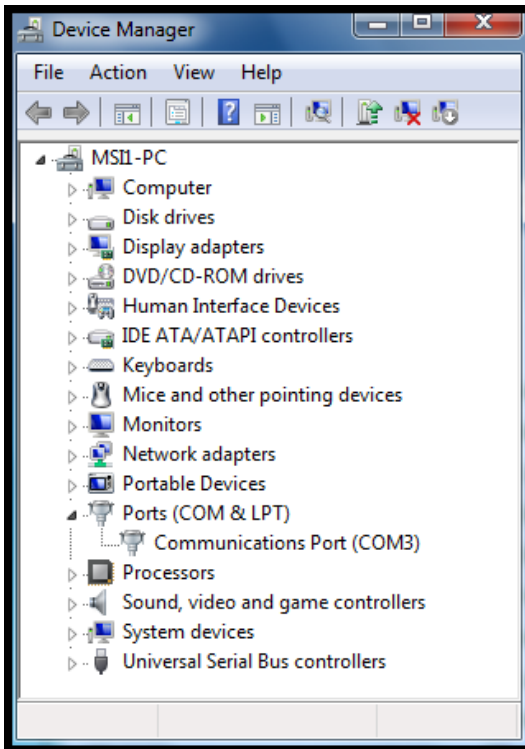 Device Manager
File Action View Help
MSI1-PC
Computer
Disk drives
Display adapters
DVD/CD-ROM drives
Human Interface Devices
IDE ATA/ATAPI controllers
Keyboards
Mice and other pointing devices
Monitors
Network adapters
Portable Devices
Ports (COM & LPT)
Communications Port (COM3)
Processors
Sound, video and game controllers
System devices
Universal Serial Bus controllers